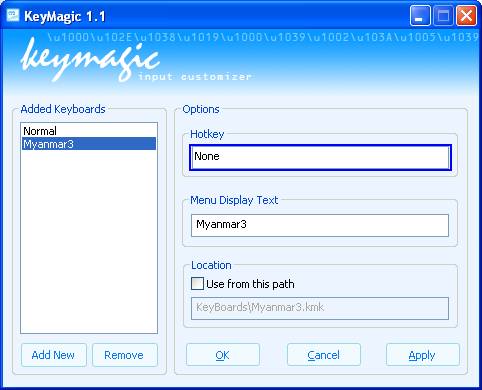 KeyMagic 1.1
\u1000\u102E\u1038\u1019\u1000\u1039\u1002\u103A\u1005\u1039
keymagic
input customizer
Added Keyboards
Normal
Myanmar3
Add New
Remove
Options
Hotkey
None
Menu Display Text
Myanmar3
Location
Use from this path
KeyBoards\Myanmar3.kmk
OK
Cancel
Apply